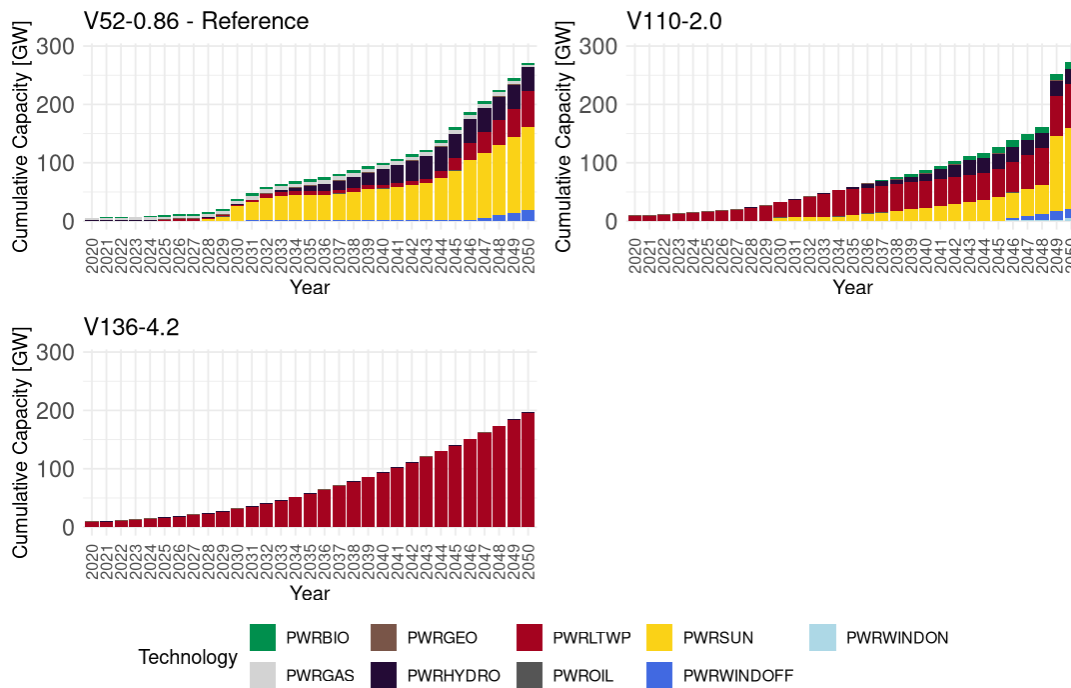 V52-0.86 - Reference
Cumulative Capacity [GW]
300
200
100
0
2020 2021 2022 2023 2024 2025 2026 2027 2028 2029 2030 2031 2032 2033 2034 2035 2036 2037 2038 2039 2040 2041 2042 2043 2044 2045 2046 2047 2048 2049 2050
Year
V110-2.0
Cumulative Capacity [GW]
300
200
100
0
2020 2021 2022 2023 2024 2025 2026 2027 2028 2029 2030 2031 2032 2033 2034 2035 2036 2037 2038 2039 2040 2041 2042 2043 2044 2045 2046 2047 2048 2049 2050
Year
V136-4.2
Cumulative Capacity [GW]
300
200
100
0
2020 2021 2022 2023 2024 2025 2026 2027 2028 2029 2030 2031 2032 2033 2034 2035 2036 2037 2038 2039 2040 2041 2042 2043 2044 2045 2046 2047 2048 2049 2050
Year
Technology
PWRBIO PWRGEO PWRLTWP PWRSUN PWRWINDON
PWRGAS PWRHYDRO PWROIL PWRWINDOFF